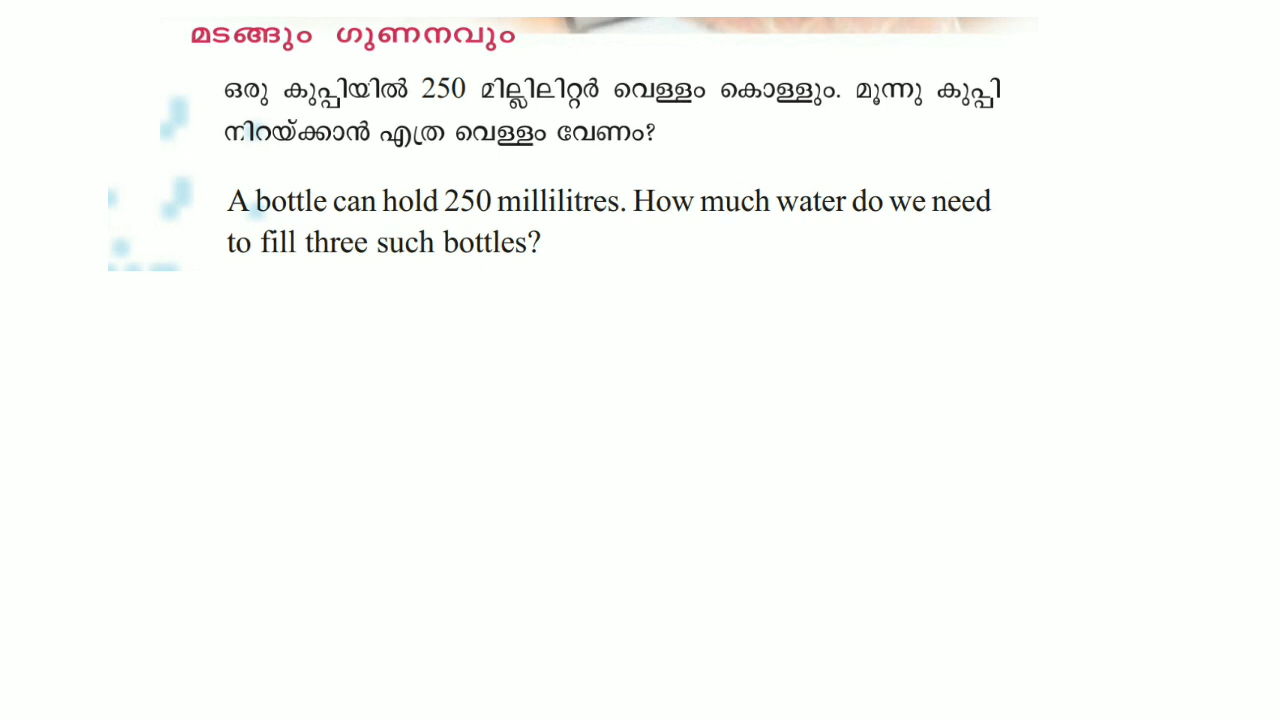 മടങ്ങും ഗുണനവും
ഒരു കുപ്പിയിൽ 250 മില്ലിലിറ്റർ വെള്ളം കൊള്ളും. മൂന്നു കുപ്പി
നിറയ്ക്കാൻ എത്ര വെള്ളം വേണം?
A bottle can hold 250 millilitres. How much water do we need
to fill three such bottles?